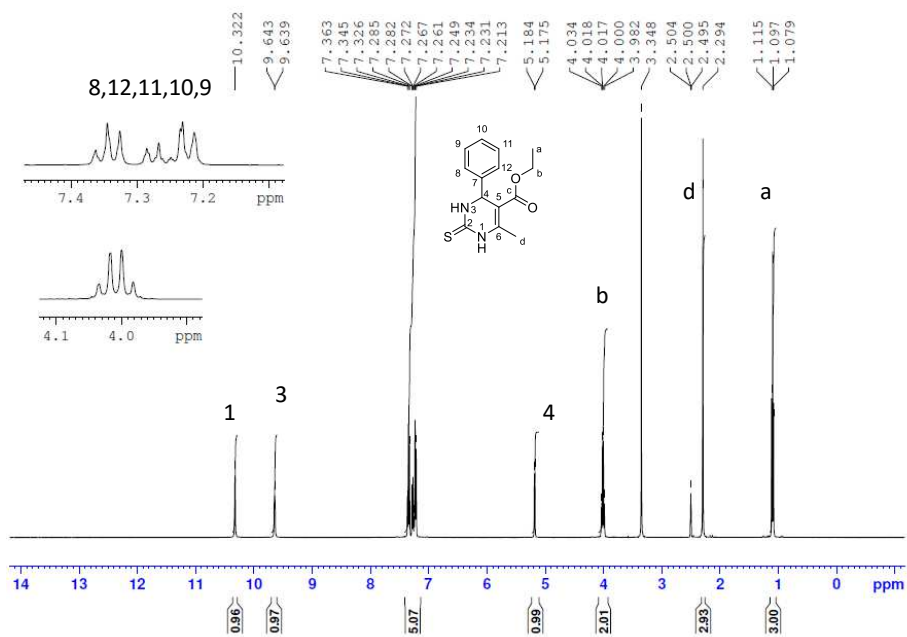 10.322
9.643
9.639
7.363
7.345
7.326
7.285
7.282
7.272
7.267
7.261
7.249
7.234
7.231
7.213
5.184
5.175
4.034
4.018
4.017
4.000
3.982
3.348
2.504
2.500
2.495
2.294
1.115
1.097
1.079
8,12,11,10,9
7.4 7.3 7.2 ppm
4.1 4.0 ppm
10
9 11 a
8 12 O b
7
4 c
HN 3 5 O
2 1 6
S N d
H
1 3 4 b d a
14 13 12 11 10 9 8 7 6 5 4 3 2 1 0 ppm
0.96 0.97 5.07 0.99 2.01 2.93 3.00